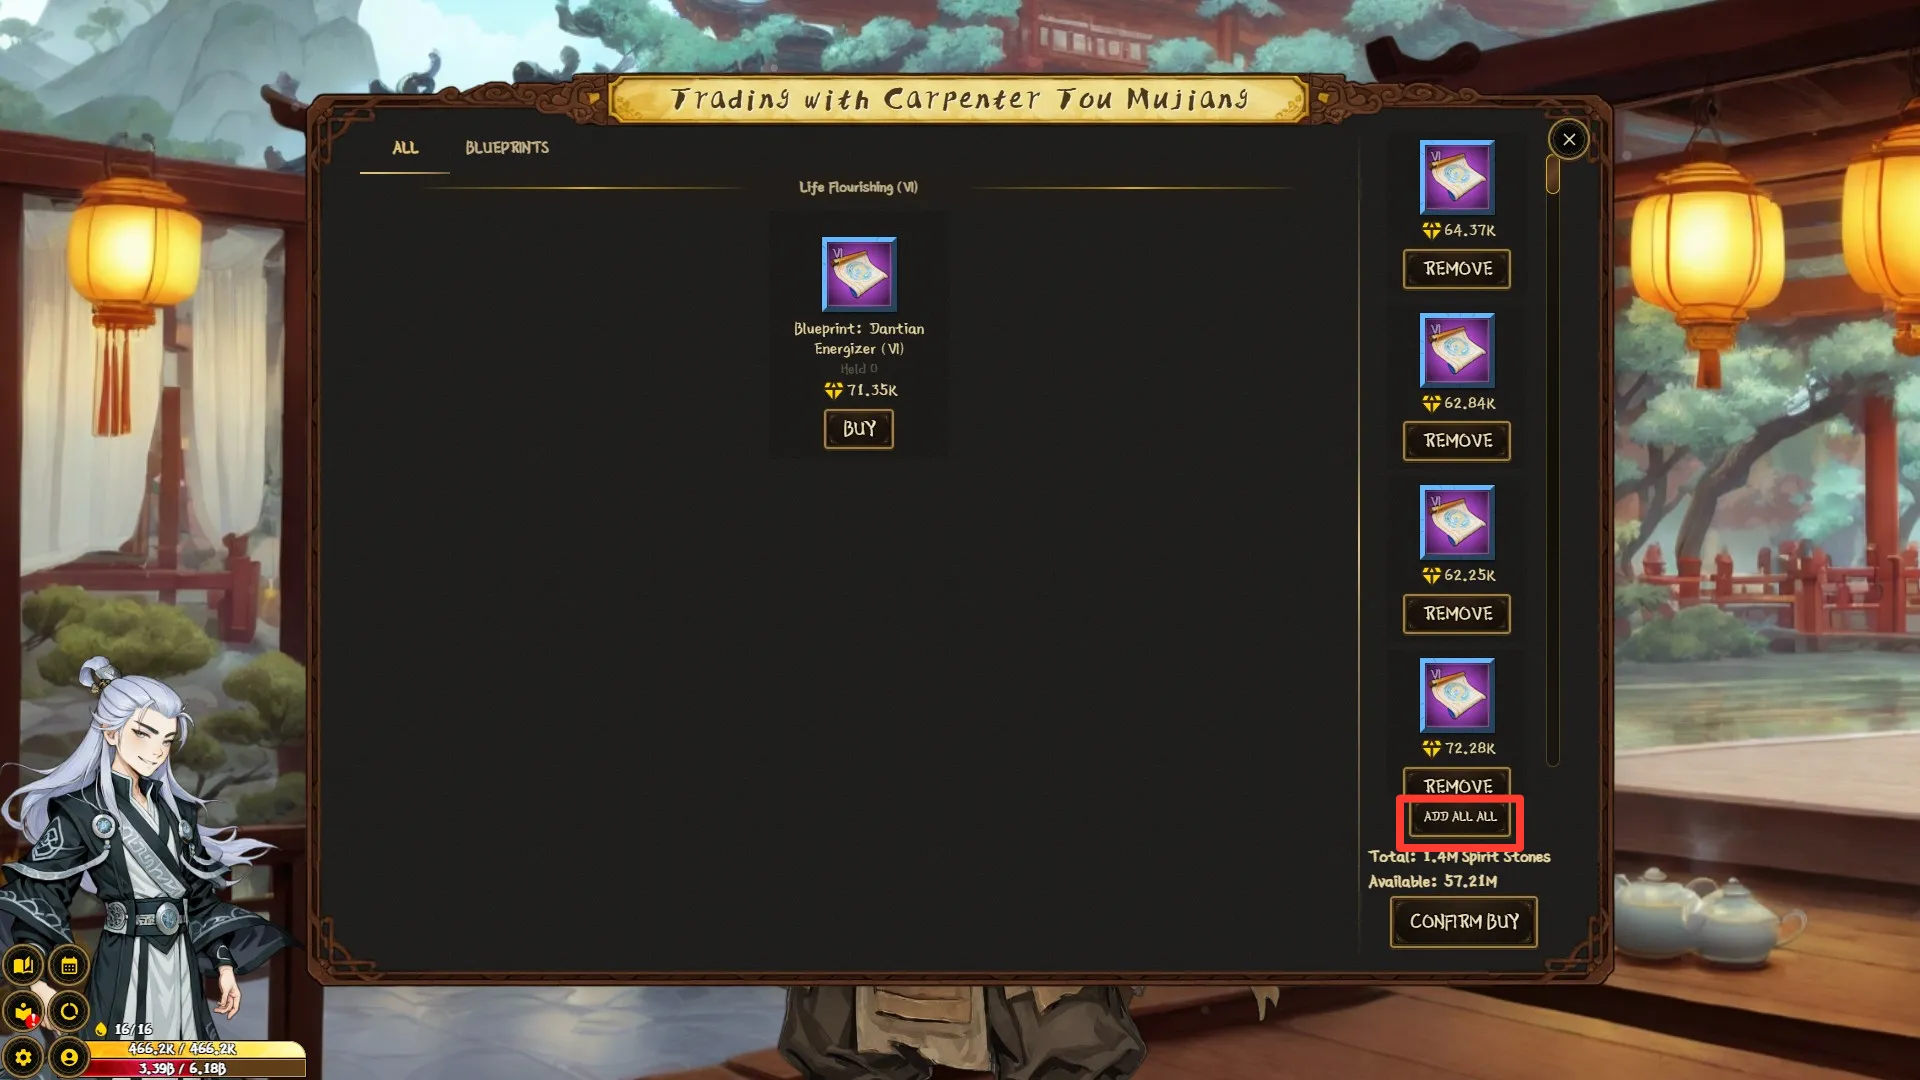 Trading with Carpenter Tou Mujiang
ALL
BLUEPRINTS
Life Flourishing (VI)
VI
Blueprint: Dantian
Energizer (VI)
Held 0
71.35K
BUY
VI
64.37K
REMOVE
VI
62.84K
REMOVE
VI
62.25K
REMOVE
VI
72.28K
REMOVE
ADD ALL ALL
Total: 1.4M Spirit Stones
Available: 57.21M
CONFIRM BUY
16/16
466.2K / 466.2K
3.39B / 6.18B